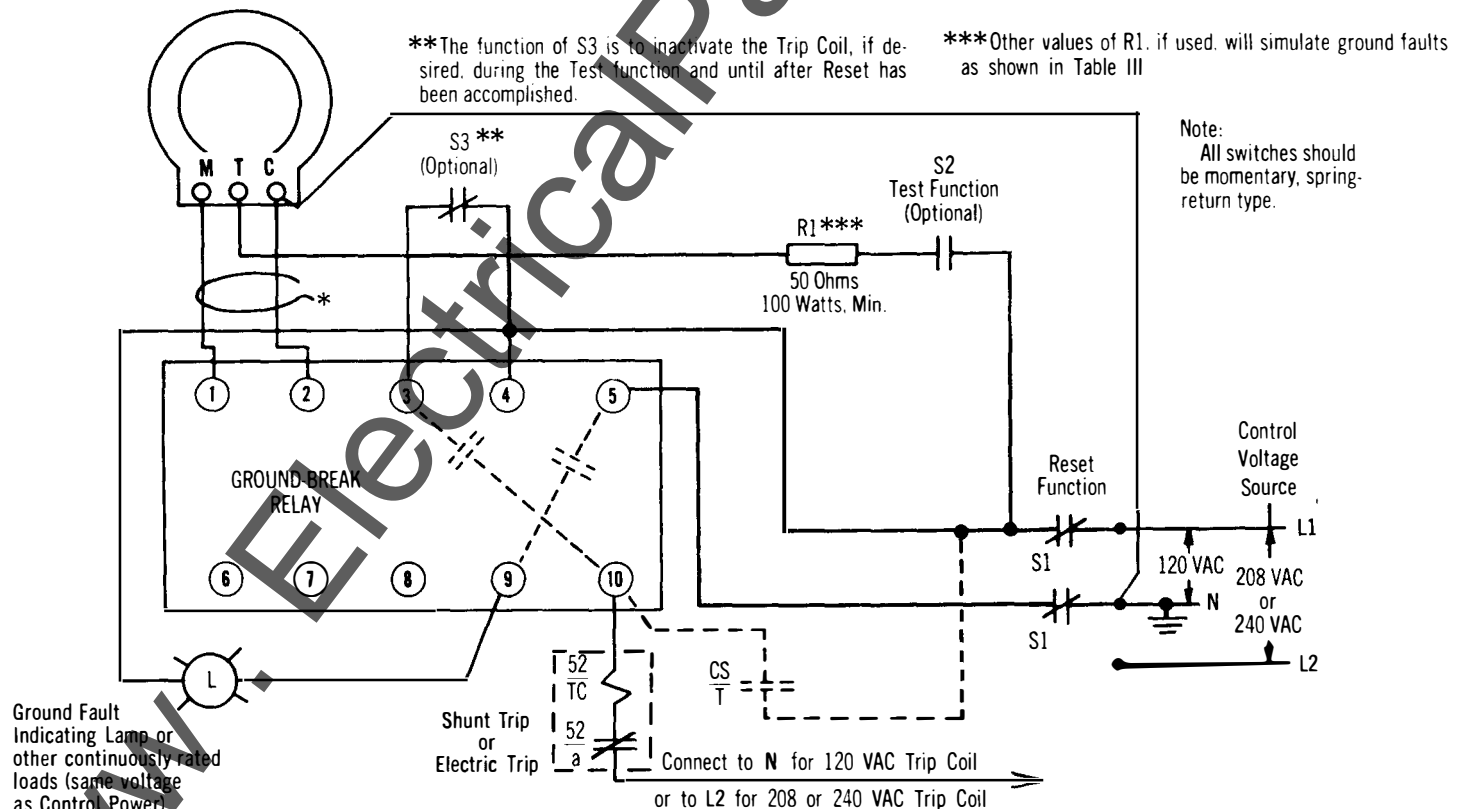 **The function of S3 is to inactivate the Trip Coil, if de-
sired, during the Test function and until after Reset has
been accomplished.
***Other values of R1, if used, will simulate ground faults
as shown in Table III
Note:
All switches should
be momentary, spring-
return type.
M T C
S3 **
(Optional)
S2
Test Function
(Optional)
R1***
50 Ohms
100 Watts, Min.
*
1 2 3 4 5
GROUND-BREAK
RELAY
6 7 8 9 10
Reset
Function
S1
S1
Control
Voltage
Source
L1
120 VAC
208 VAC
or
240 VAC
N
L2
L
Ground Fault
Indicating Lamp or
other continuously rated
loads (same voltage
as Control Power)
Shunt Trip
or
Electric Trip
52
TC
52
a
CS
T
Connect to N for 120 VAC Trip Coil
or to L2 for 208 or 240 VAC Trip Coil
w. ElectricalPa